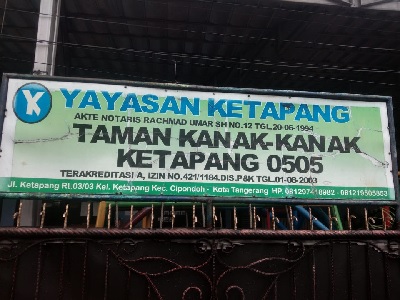 YAYASAN KETAPANG
AKTE NOTARIS RACHMAD UMAR SH NO.12 TGL.20-06-1994
TAMAN KANAK-KANAK
KETAPANG 0505
TERAKREDITASI A, IZIN NO.421/1184.DIS.P&K TGL.01-08-2003
Jl. Ketapang Rt.03/03 Kel. Ketapang Kec. Cipondoh - Kota Tangerang HP.